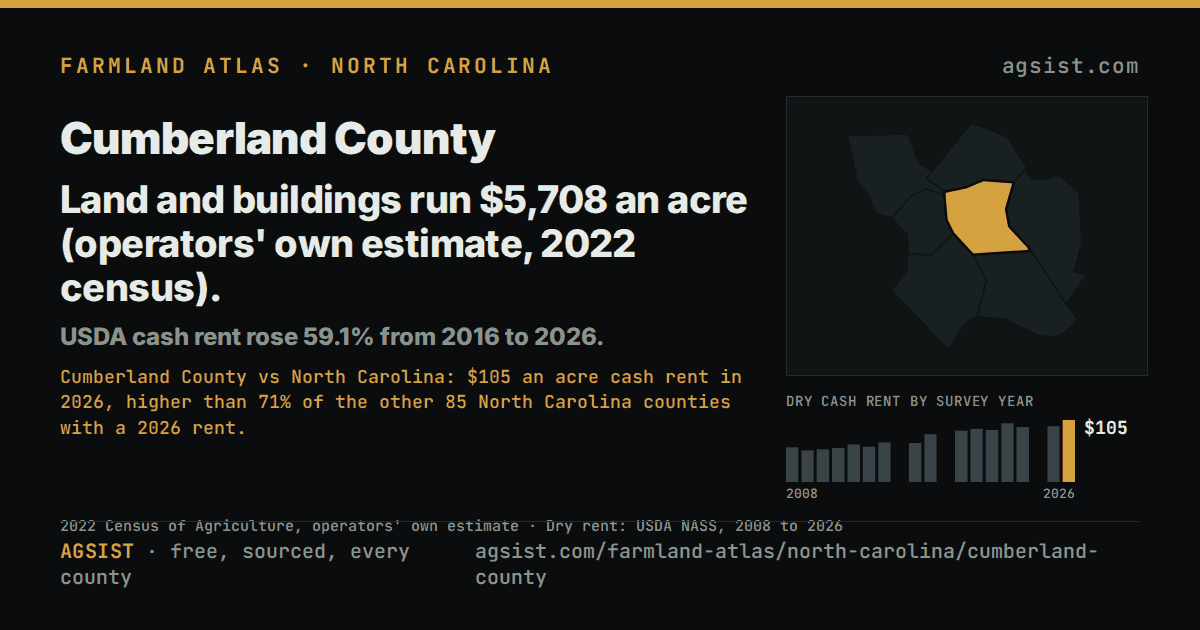 FARMLAND ATLAS · NORTH CAROLINA
agsist.com
Cumberland County
Land and buildings run $5,708 an acre
(operators' own estimate, 2022
census).
USDA cash rent rose 59.1% from 2016 to 2026.
Cumberland County vs North Carolina: $105 an acre cash rent in
2026, higher than 71% of the other 85 North Carolina counties
with a 2026 rent.
DRY CASH RENT BY SURVEY YEAR
$105
2008
2026
2022 Census of Agriculture, operators' own estimate · Dry rent: USDA NASS, 2008 to 2026
AGSIST · free, sourced, every
county
agsist.com/farmland-atlas/north-carolina/cumberland-
county